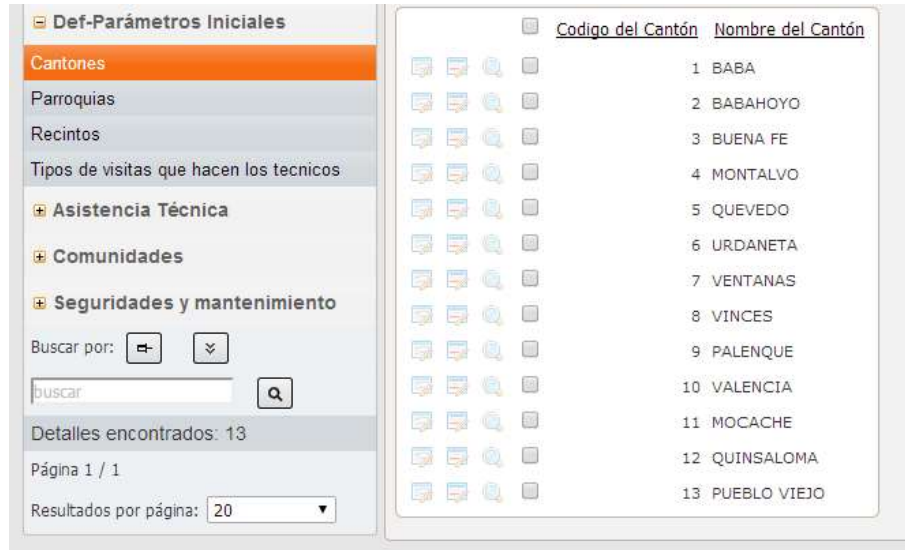 Def-Parámetros Iniciales
Cantones
Parroquias
Recintos
Tipos de visitas que hacen los tecnicos
Asistencia Técnica
Comunidades
Seguridades y mantenimiento
Buscar por:
buscar
Detalles encontrados: 13
Página 1 / 1
Resultados por página: 20
Codigo del Cantón Nombre del Cantón
1 BABA
2 BABAHOYO
3 BUENA FE
4 MONTALVO
5 QUEVEDO
6 URDANETA
7 VENTANAS
8 VINCES
9 PALENQUE
10 VALENCIA
11 MOCACHE
12 QUINSALOMA
13 PUEBLO VIEJO